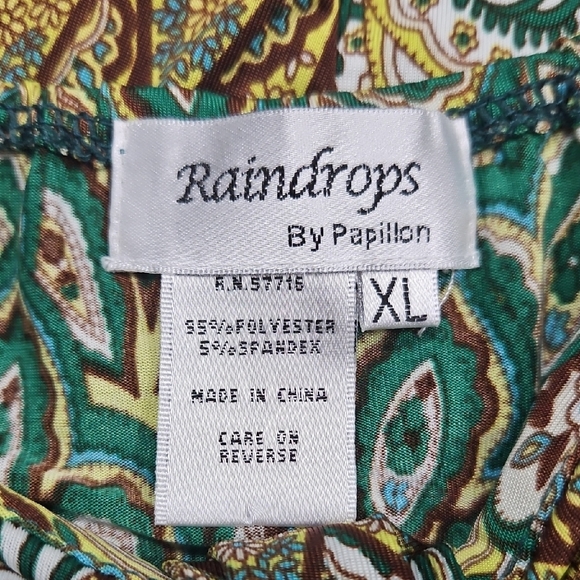 Raindrops
By Papillon
R.N.57716
XL
95%POLYESTER
5%SPANDEX
MADE IN CHINA
CARE ON
REVERSE